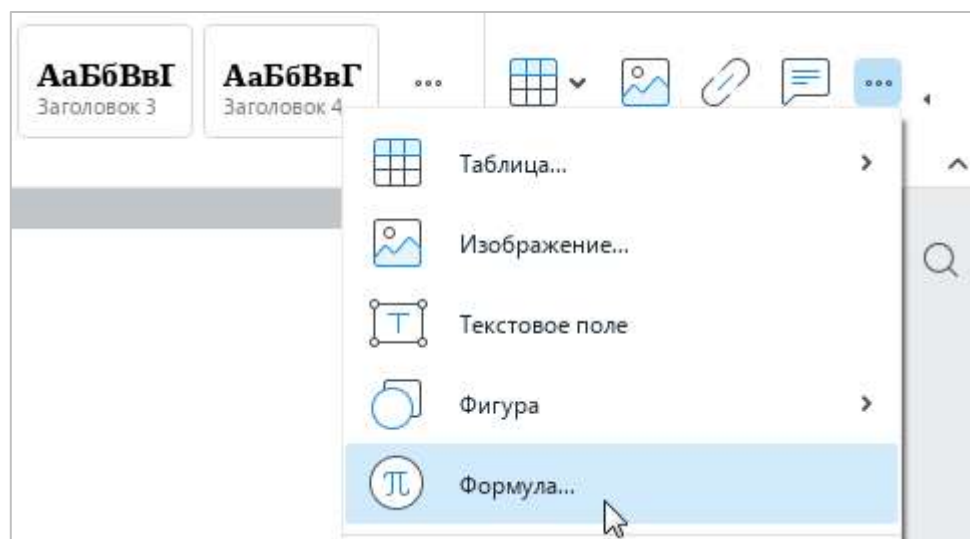 АаБбВвГ АаБбВвГ
Заголовок 3 Заголовок 4
Таблица...
Изображение...
Текстовое поле
Фигура
Формула...